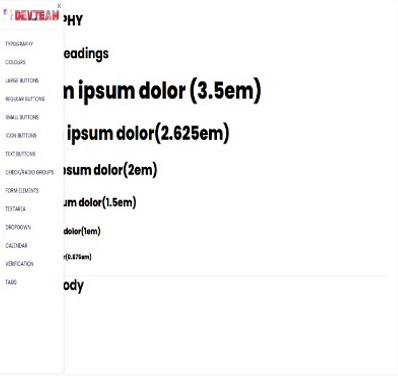 DEVTEAM
x
TYPOGRAPHY
COLOURS
LARGE BUTTONS
REGULAR BUTTONS
SMALL BUTTONS
ICON BUTTONS
TEXT BUTTONS
CHECK/RADIO GROUPS
FORM ELEMENTS
TEXTAREA
DROPDOWN
CALENDAR
VERIFICATION
TAGS
PHY
eadings
m ipsum dolor (3.5em)
ipsum dolor(2.625em)
psum dolor(2em)
um dolor(1.5em)
dolor(1em)
r(0.875em)
ody